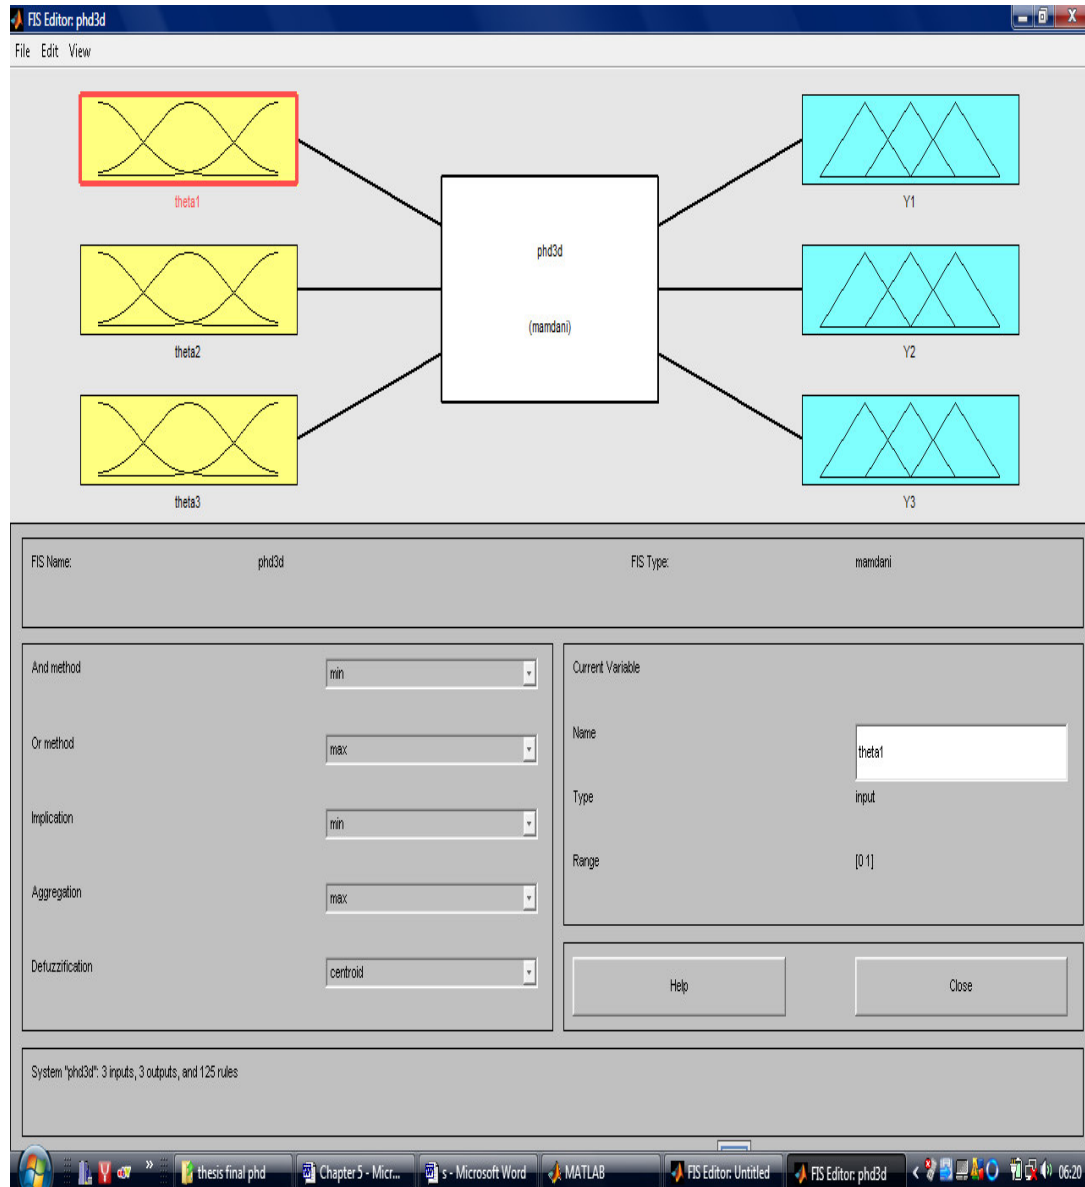 FIS Editor: phd3d
File Edit View
theta1
theta2
theta3
phd3d
(mamdani)
Y1
Y2
Y3
FIS Name: phd3d FIS Type: mamdani
And method min
Or method max
Implication min
Aggregation max
Defuzzification centroid
Current Variable
Name theta1
Type input
Range [0 1]
Help Close
System "phd3d": 3 inputs, 3 outputs, and 125 rules
thesis final phd Chapter 5 - Micr... s - Microsoft Word MATLAB FIS Editor: Untitled FIS Editor: phd3d 06:20